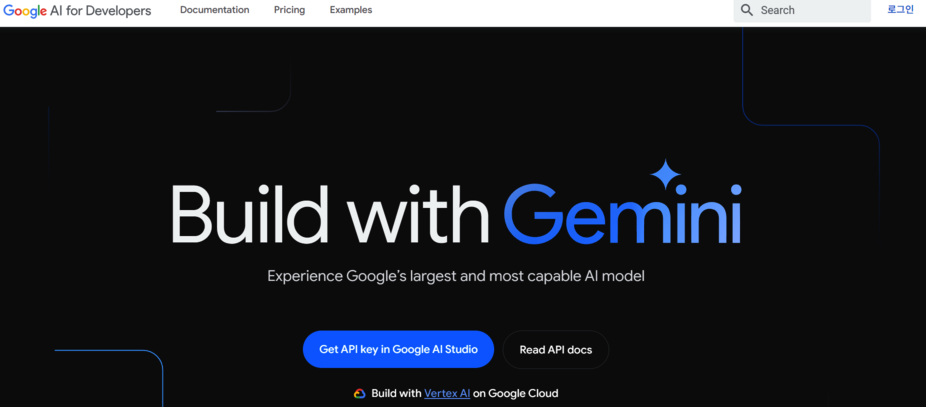 Google AI for Developers Documentation Pricing Examples Search 로그인
Build with Gemini
Experience Google's largest and most capable AI model
Get API key in Google AI Studio Read API docs
Build with Vertex AI on Google Cloud